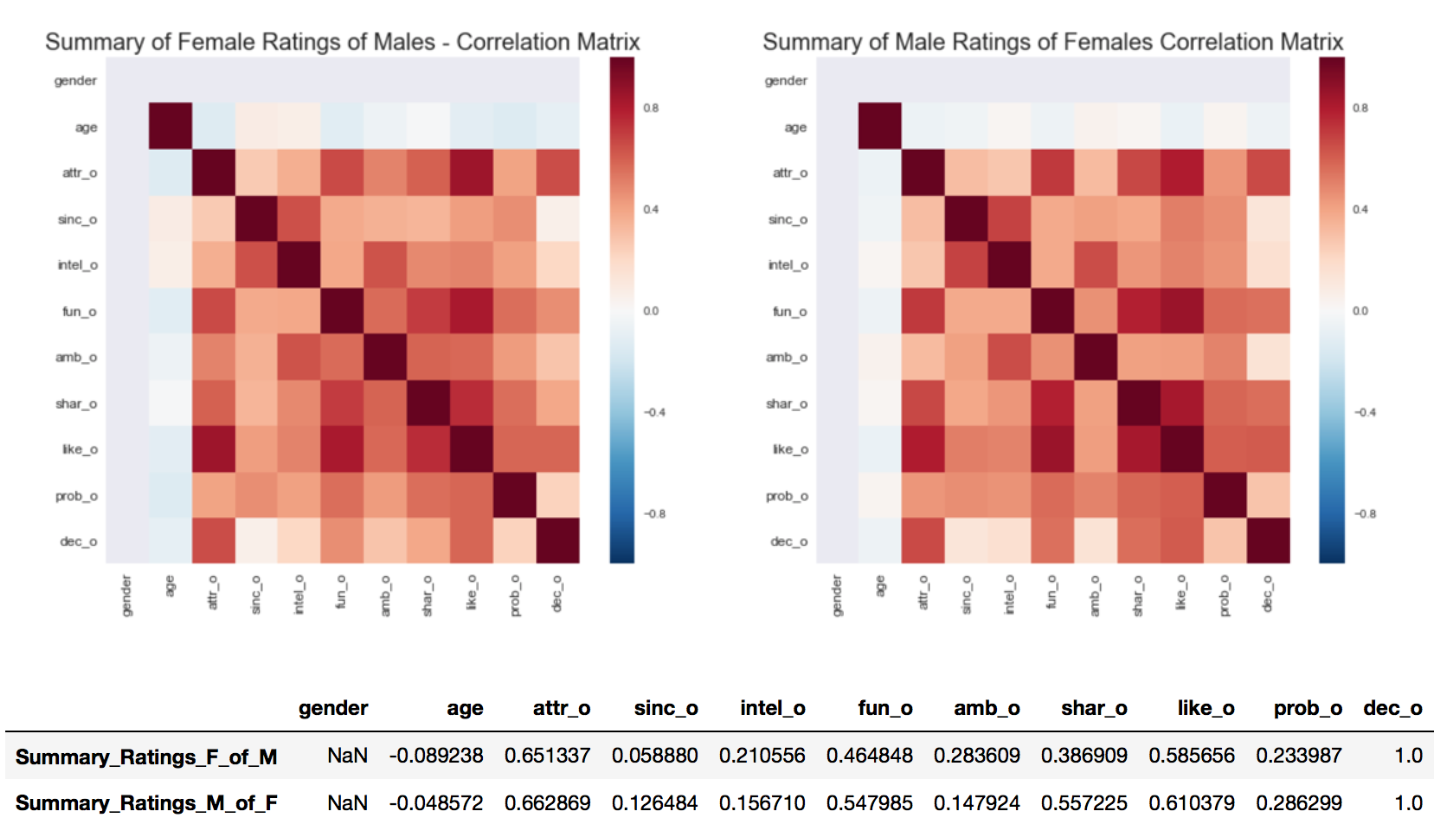 Summary of Female Ratings of Males - Correlation Matrix
gender
age
attr_o
sinc_o
intel_o
fun_o
amb_o
shar_o
like_o
prob_o
dec_o
gender
age
attr_o
sinc_o
intel_o
fun_o
amb_o
shar_o
like_o
prob_o
dec_o
0.8
0.4
0.0
−0.4
−0.8
Summary of Male Ratings of Females Correlation Matrix
gender
age
attr_o
sinc_o
intel_o
fun_o
amb_o
shar_o
like_o
prob_o
dec_o
gender
age
attr_o
sinc_o
intel_o
fun_o
amb_o
shar_o
like_o
prob_o
dec_o
0.8
0.4
0.0
−0.4
−0.8
gender age attr_o sinc_o intel_o fun_o amb_o shar_o like_o prob_o dec_o
Summary_Ratings_F_of_M NaN -0.089238 0.651337 0.058880 0.210556 0.464848 0.283609 0.386909 0.585656 0.233987 1.0
Summary_Ratings_M_of_F NaN -0.048572 0.662869 0.126484 0.156710 0.547985 0.147924 0.557225 0.610379 0.286299 1.0